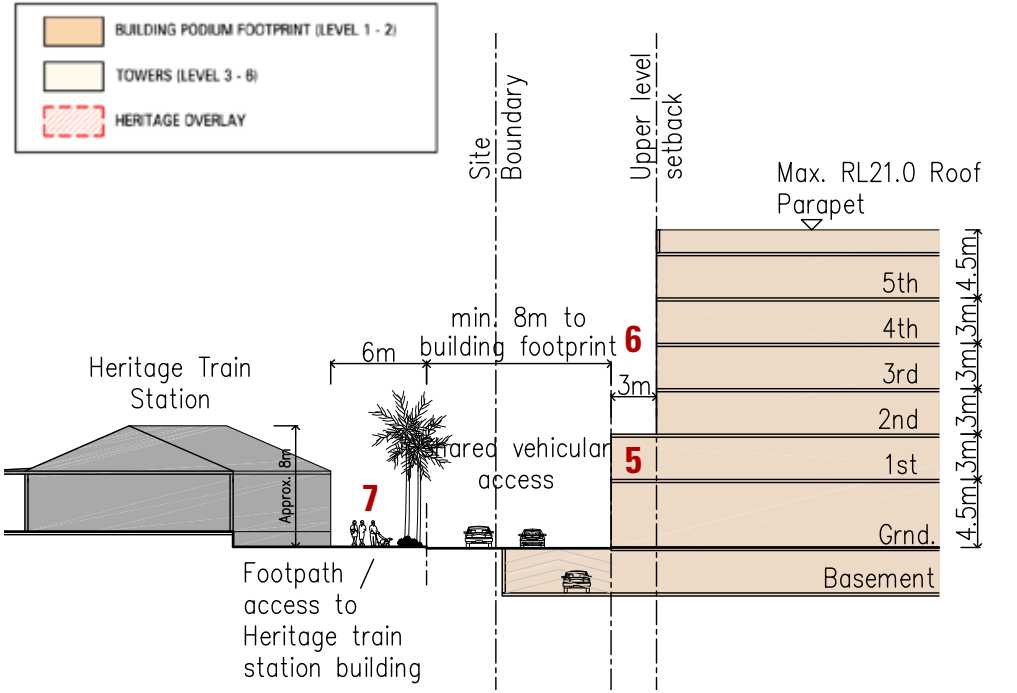 BUILDING PODIUM FOOTPRINT (LEVEL 1 - 2)
TOWERS (LEVEL 3 - 6)
HERITAGE OVERLAY
Site
Boundary
Upper level
setback
Max. RL21.0 Roof
Parapet
4.5m
5th
min. 8m to
building footprint
6
3m
4th
6m
Heritage Train
Station
3m
3rd
3m
3m
2nd
Approx. 8m
Shared vehicular
access
5
3m
1st
7
4.5m
Grnd.
Basement
Footpath
access to
Heritage train
station building